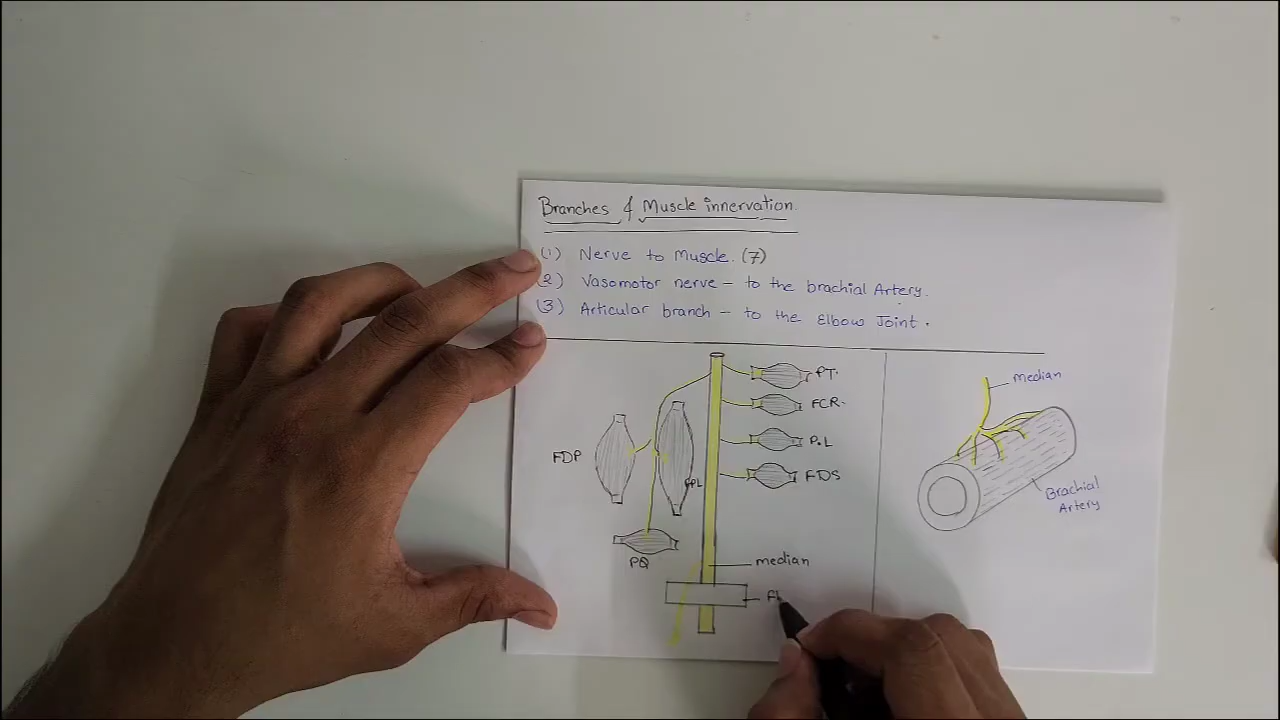 Branches & Muscle innervation.
(1) Nerve to Muscle. (7)
(2) Vasomotor nerve - to the brachial Artery.
(3) Articular branch - to the Elbow Joint.
PT.
FCR.
P.L
FDS
FDP
FPL
PQ
median
median
Brachial
Artery